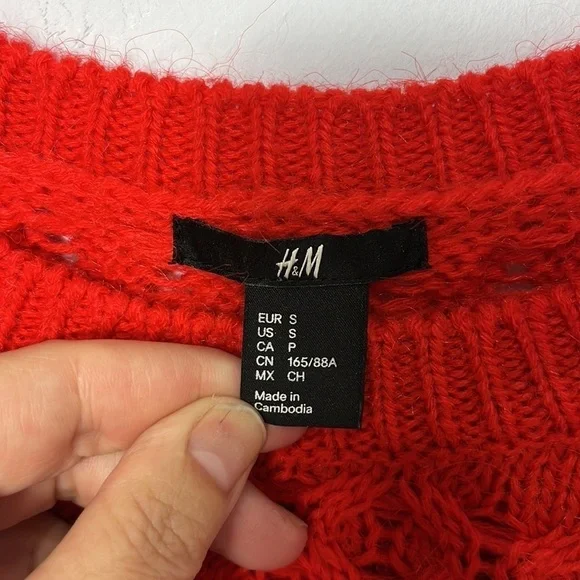 H&M
EUR S
US S
CA P
CN 165/88A
MX CH
Made in
Cambodia